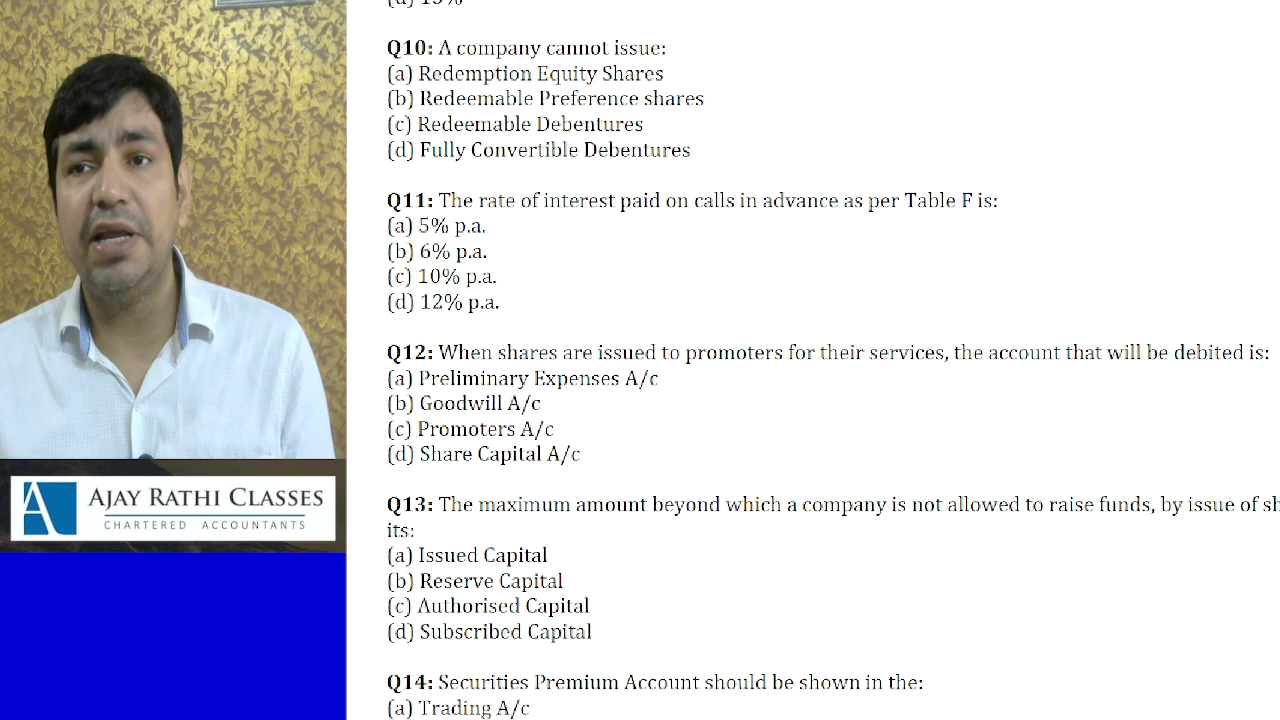 (d) 15%
Q10: A company cannot issue:
(a) Redemption Equity Shares
(b) Redeemable Preference shares
(c) Redeemable Debentures
(d) Fully Convertible Debentures
Q11: The rate of interest paid on calls in advance as per Table F is:
(a) 5% p.a.
(b) 6% p.a.
(c) 10% p.a.
(d) 12% p.a.
Q12: When shares are issued to promoters for their services, the account that will be debited is:
(a) Preliminary Expenses A/c
(b) Goodwill A/c
(c) Promoters A/c
(d) Share Capital A/c
Q13: The maximum amount beyond which a company is not allowed to raise funds, by issue of sh
its:
(a) Issued Capital
(b) Reserve Capital
(c) Authorised Capital
(d) Subscribed Capital
Q14: Securities Premium Account should be shown in the:
(a) Trading A/c
A
AJAY RATHI CLASSES
CHARTERED ACCOUNTANTS